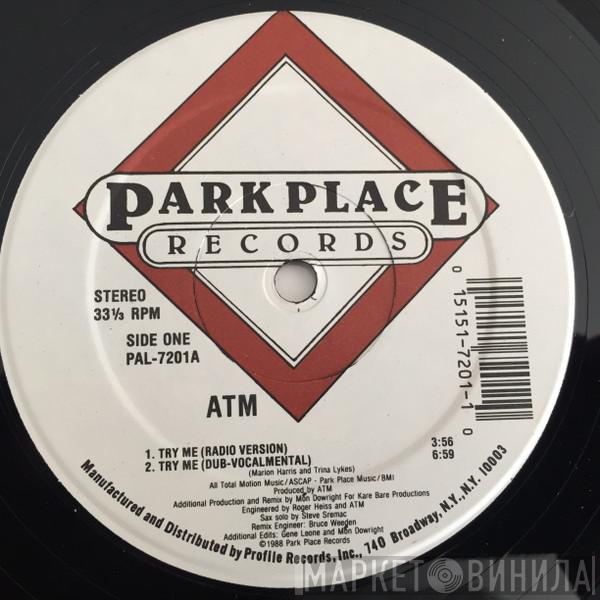 PARK PLACE
RECORDS
STEREO
33⅓ RPM
SIDE ONE
PAL-7201A
0 15151-7201-1 0
ATM
1. TRY ME (RADIO VERSION) 3:56
2. TRY ME (DUB-VOCALMENTAL) 6:59
(Marion Harris and Trina Lykes)
All Total Motion Music/ASCAP - Park Place Music/BMI
Produced by ATM
Additional Production and Remix by Món Dowright For Kare Bare Productions
Engineered by Roger Heiss and ATM
Sax solo by Steve Sremac
Remix Engineer: Bruce Weeden
Additional Edits: Gene Leone and Món Dowright
©1988 Park Place Records
Manufactured and Distributed by Profile Records, Inc., 740 Broadway, N.Y., N.Y. 10003
МАРКЕТ ВИНИЛА